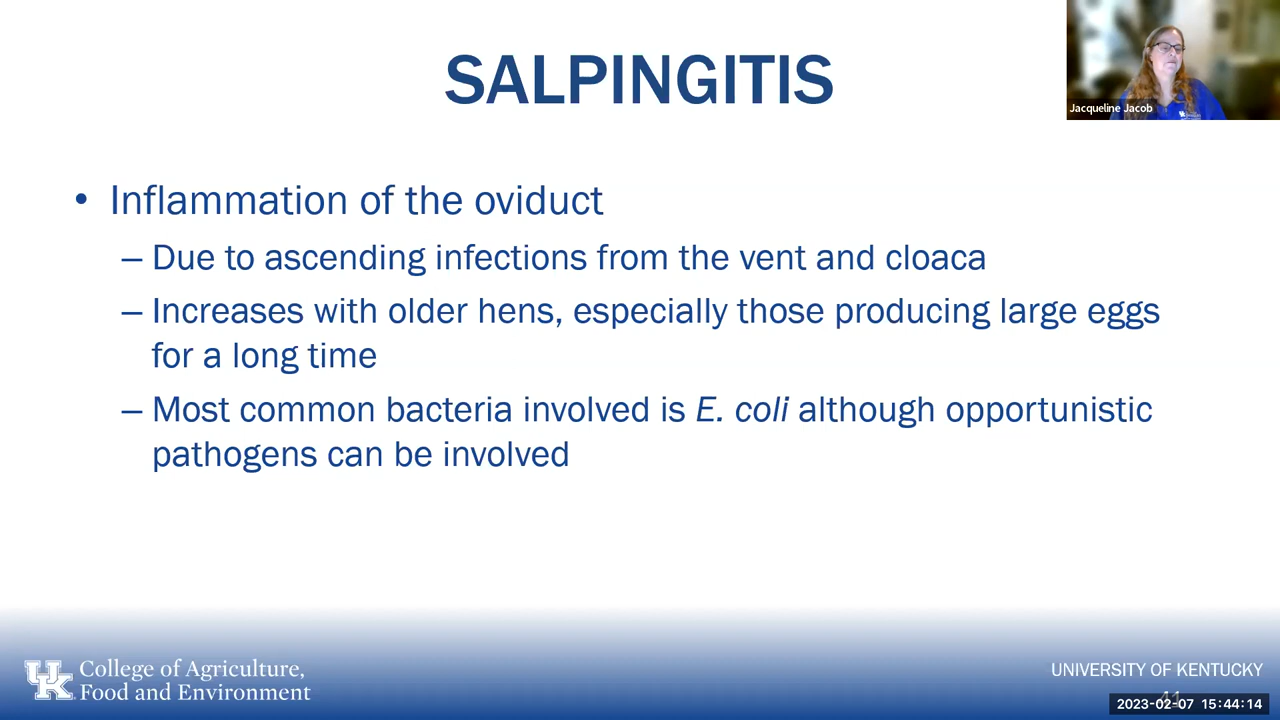 SALPINGITIS
Jacqueline Jacob
• Inflammation of the oviduct
– Due to ascending infections from the vent and cloaca
– Increases with older hens, especially those producing large eggs
for a long time
– Most common bacteria involved is E. coli although opportunistic
pathogens can be involved
UK
College of Agriculture,
Food and Environment
UNIVERSITY OF KENTUCKY
41
2023-02-07 15:44:14